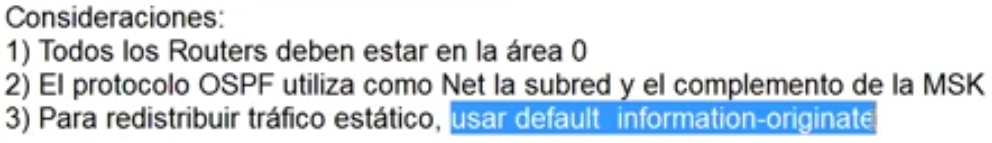 Consideraciones:
1) Todos los Routers deben estar en la área 0
2) El protocolo OSPF utiliza como Net la subred y el complemento de la MSK
3) Para redistribuir tráfico estático, usar default information-originate